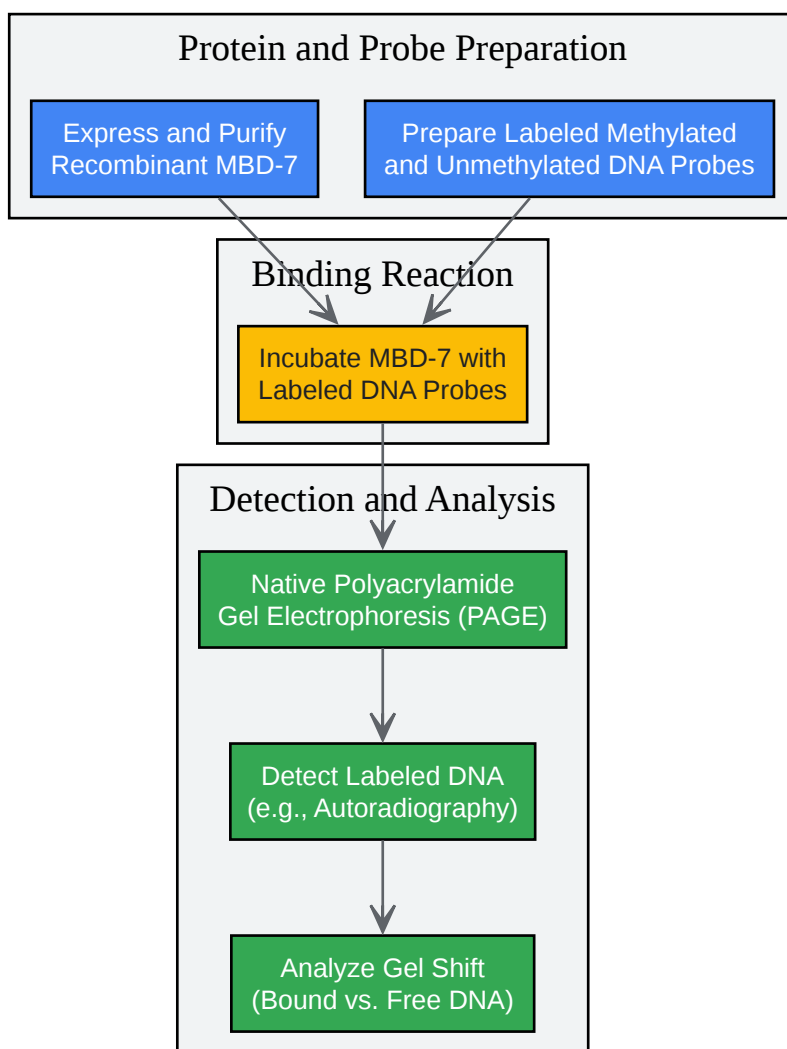 Protein and Probe Preparation
Express and Purify
Recombinant MBD-7
Prepare Labeled Methylated
and Unmethylated DNA Probes
Binding Reaction
Incubate MBD-7 with
Labeled DNA Probes
Detection and Analysis
Native Polyacrylamide
Gel Electrophoresis (PAGE)
Detect Labeled DNA
(e.g., Autoradiography)
Analyze Gel Shift
(Bound vs. Free DNA)